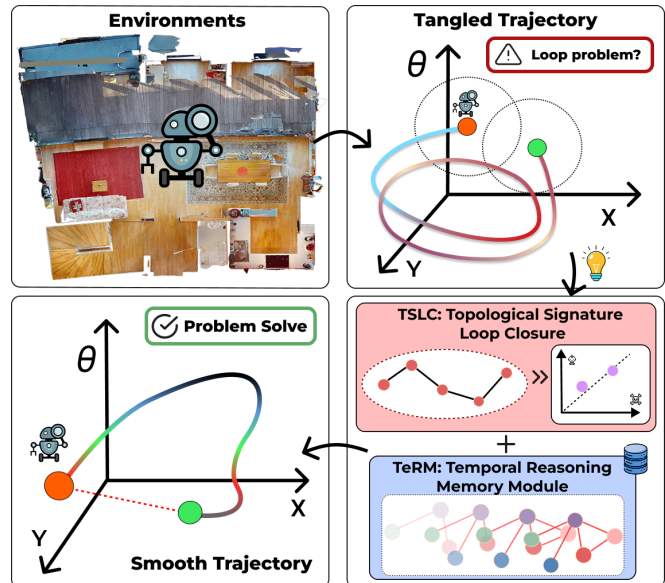 Environments
Tangled Trajectory
Loop problem?
θ
X
Y
TSLC: Topological Signature
Loop Closure
+
TeRM: Temporal Reasoning
Memory Module
Problem Solve
θ
X
Y
Smooth Trajectory